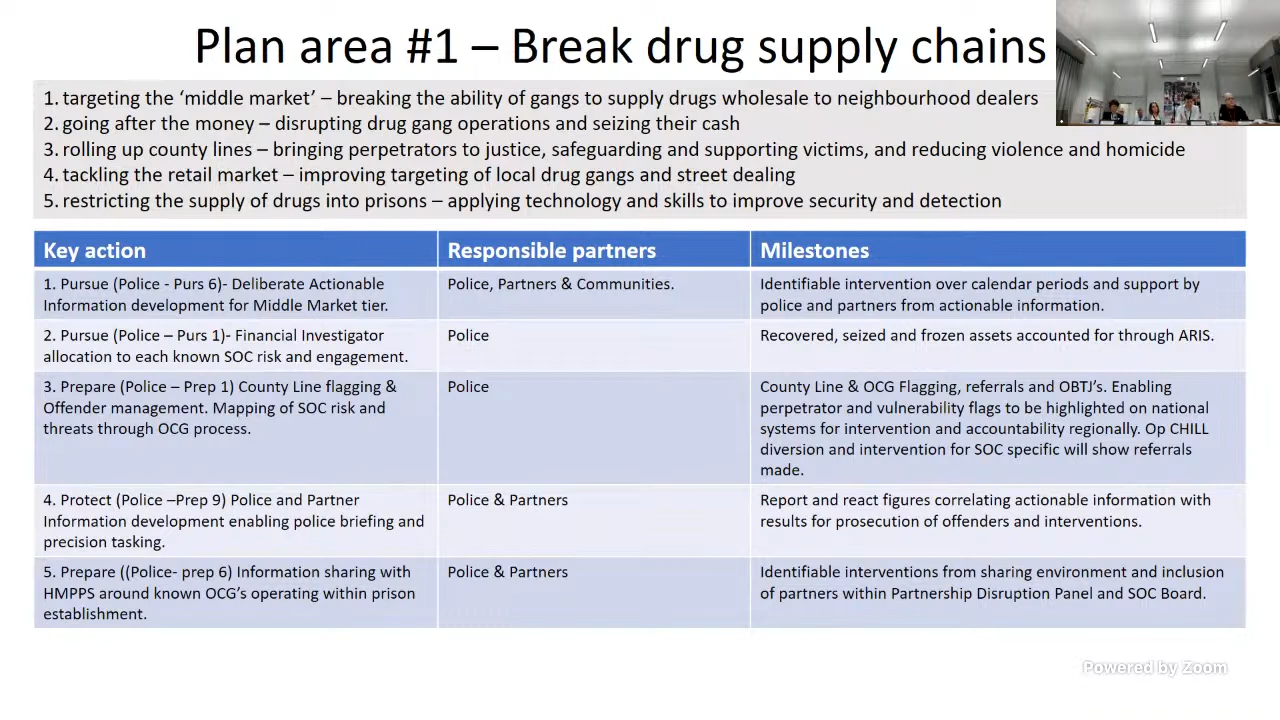 Plan area #1 – Break drug supply chains
1. targeting the ‘middle market’ – breaking the ability of gangs to supply drugs wholesale to neighbourhood dealers
2. going after the money – disrupting drug gang operations and seizing their cash
3. rolling up county lines – bringing perpetrators to justice, safeguarding and supporting victims, and reducing violence and homicide
4. tackling the retail market – improving targeting of local drug gangs and street dealing
5. restricting the supply of drugs into prisons – applying technology and skills to improve security and detection
Key action
Responsible partners
Milestones
1. Pursue (Police - Purs 6)- Deliberate Actionable
Information development for Middle Market tier.
Police, Partners & Communities.
Identifiable intervention over calendar periods and support by
police and partners from actionable information.
2. Pursue (Police – Purs 1)- Financial Investigator
allocation to each known SOC risk and engagement.
Police
Recovered, seized and frozen assets accounted for through ARIS.
3. Prepare (Police – Prep 1) County Line flagging &
Offender management. Mapping of SOC risk and
threats through OCG process.
Police
County Line & OCG Flagging, referrals and OBTJ’s. Enabling
perpetrator and vulnerability flags to be highlighted on national
systems for intervention and accountability regionally. Op CHILL
diversion and intervention for SOC specific will show referrals
made.
4. Protect (Police –Prep 9) Police and Partner
Information development enabling police briefing and
precision tasking.
Police & Partners
Report and react figures correlating actionable information with
results for prosecution of offenders and interventions.
5. Prepare ((Police- prep 6) Information sharing with
HMPPS around known OCG’s operating within prison
establishment.
Police & Partners
Identifiable interventions from sharing environment and inclusion
of partners within Partnership Disruption Panel and SOC Board.
Powered by Zoom